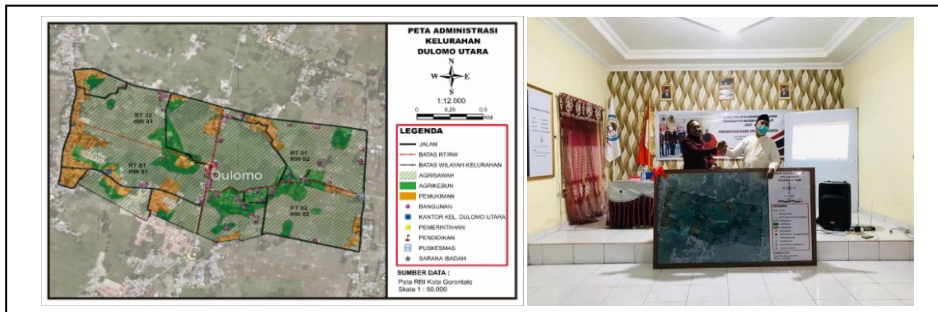 PETA ADMINISTRASI
KELURAHAN
DULOMO UTARA
N
W E
S
1:12.000
0 0,25 0,5
KM
LEGENDA
JALAN
BATAS RT/RW
BATAS WILAYAH KELURAHAN
AGRISAWAH
AGRIKEBUN
PEMUKIMAN
BANGUNAN
KANTOR KEL. DULOMO UTARA
PEMERINTAHAN
PENDIDIKAN
PUSKESMAS
SARANA IBADAH
SUMBER DATA :
Peta RBI Kota Gorontalo
Skala 1 : 50.000
RT 02
RW 01
RT 01
RW 02
RT 01
RW 01
Dulomo
RT 02
RW 02